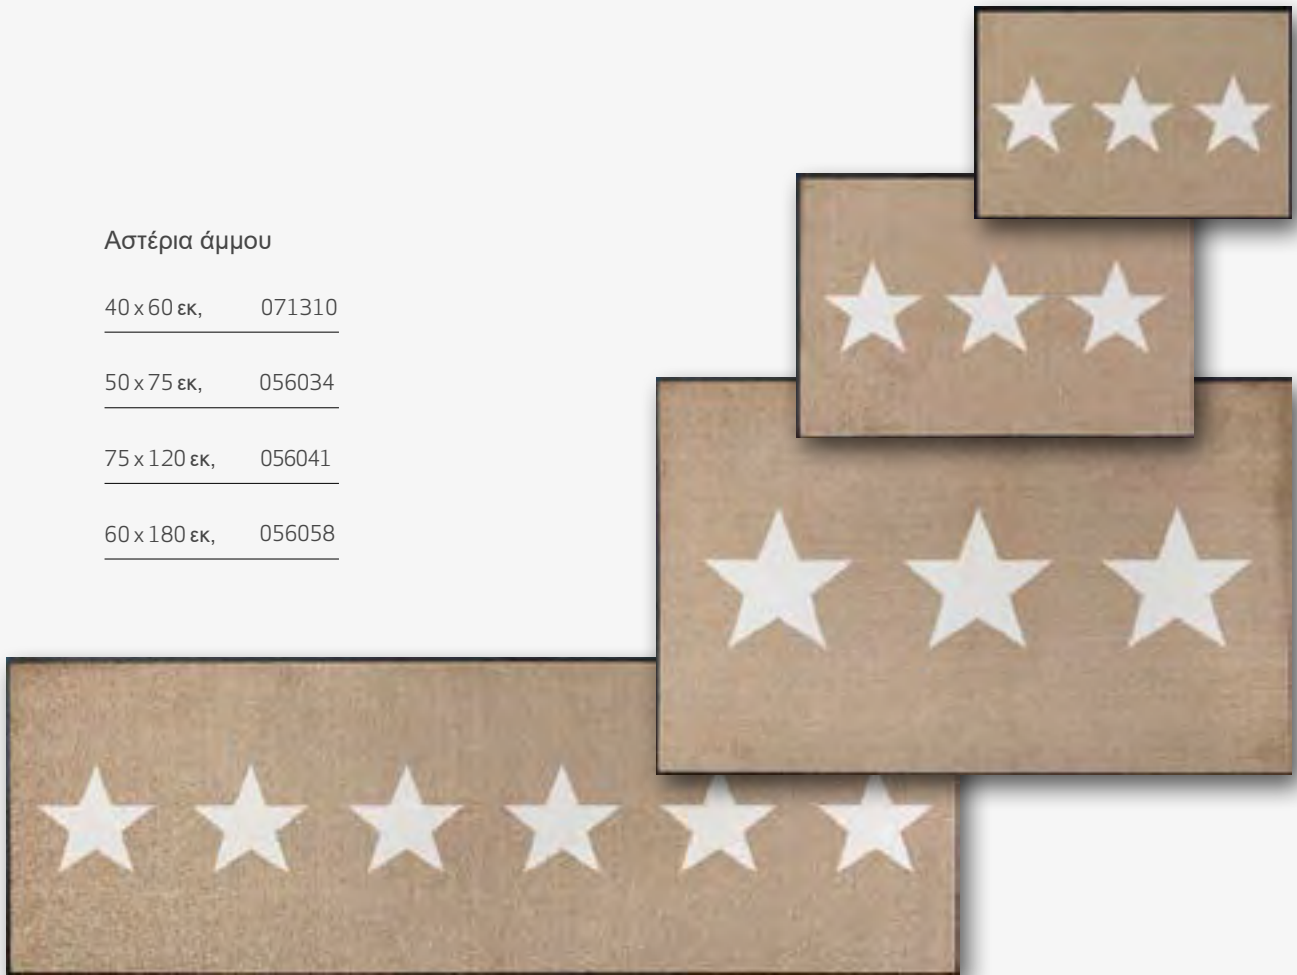 Αστέρια άμμου
40 x 60 εκ, 071310
50 x 75 εκ, 056034
75 x 120 εκ, 056041
60 x 180 εκ, 056058